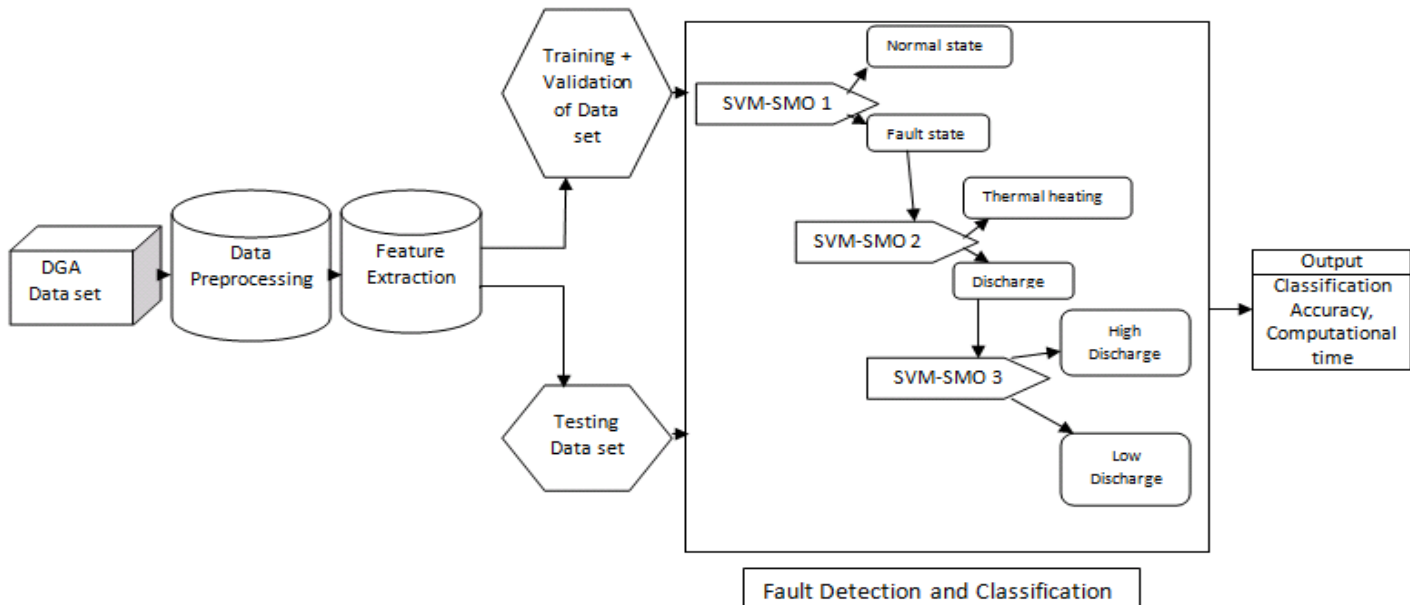 DGA
Data set
Data
Preprocessing
Feature
Extraction
Training +
Validation
of Data
set
Testing
Data set
SVM-SMO 1
Normal state
Fault state
SVM-SMO 2
Thermal heating
Discharge
SVM-SMO 3
High
Discharge
Low
Discharge
Output
Classification
Accuracy,
Computational
time
Fault Detection and Classification